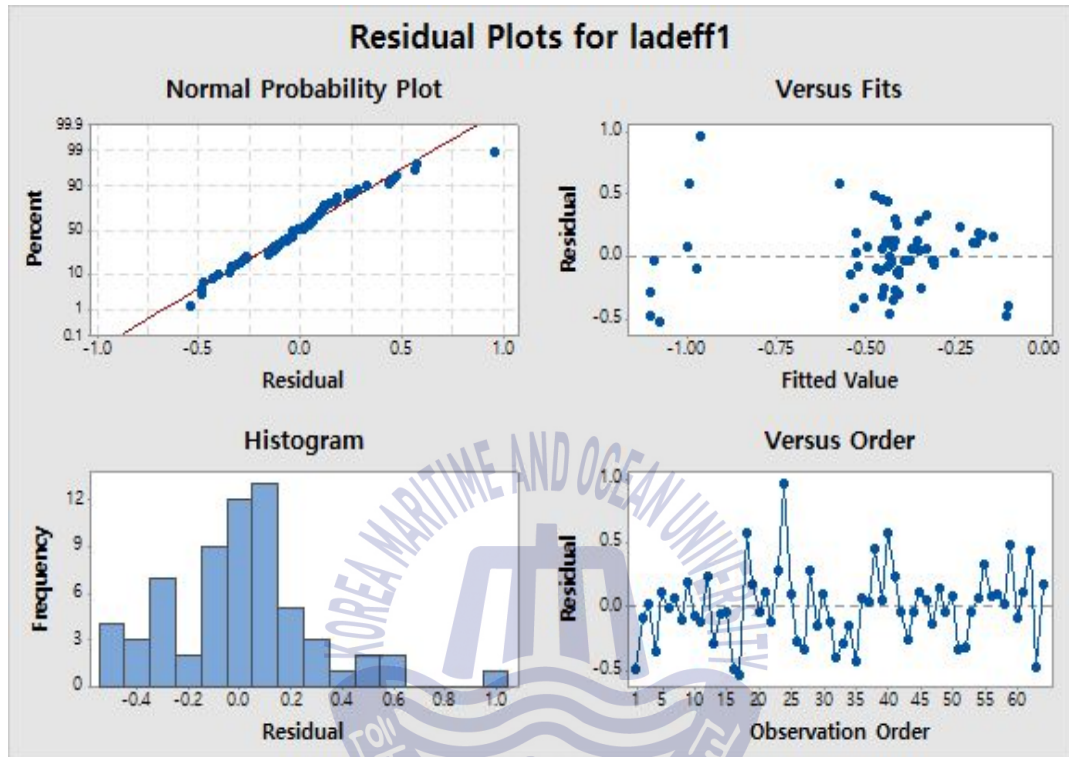 Residual Plots for ladeff1
Normal Probability Plot
99.9
99
90
50
10
1
0.1
Percent
-1.0 -0.5 0.0 0.5 1.0
Residual
Versus Fits
1.0
0.5
0.0
-0.5
Residual
-1.00 -0.75 -0.50 -0.25 0.00
Fitted Value
Histogram
12
9
6
3
0
Frequency
-0.4 -0.2 0.0 0.2 0.4 0.6 0.8 1.0
Residual
Versus Order
1.0
0.5
0.0
-0.5
Residual
1 5 10 15 20 25 30 35 40 45 50 55 60
Observation Order
KOREA MARITIME AND OCEAN UNIVERSITY